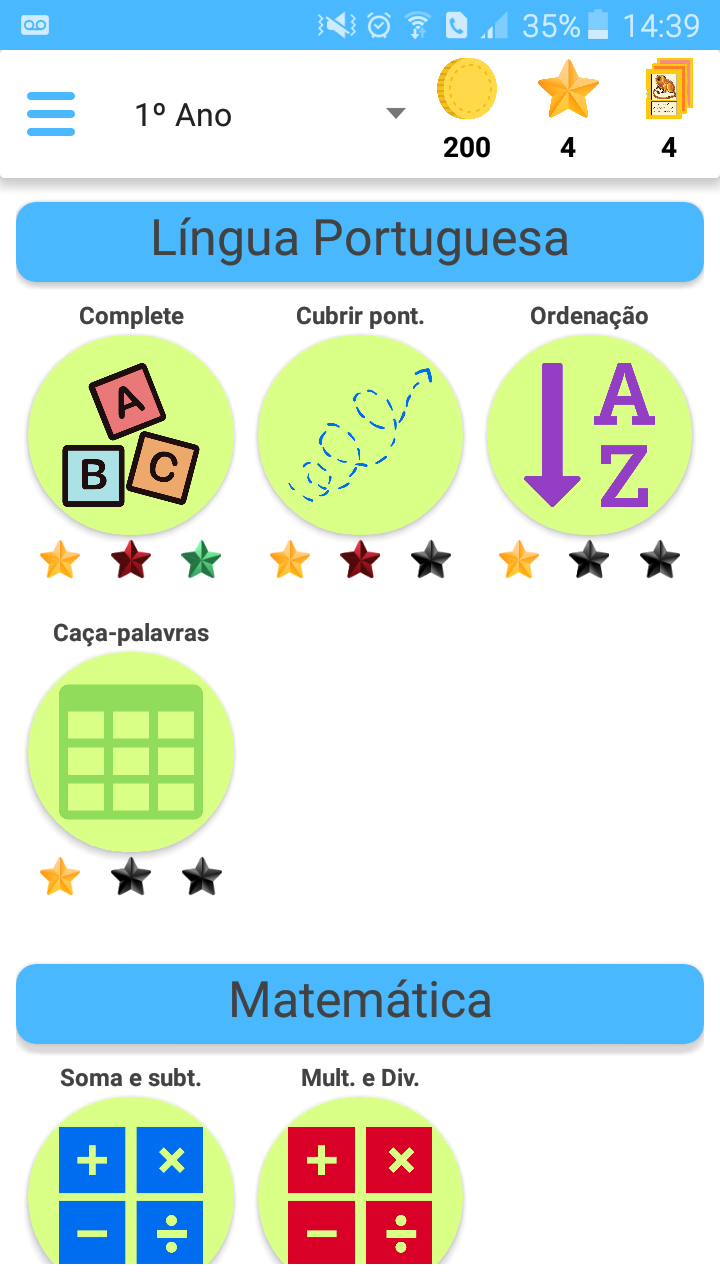 35% 14:39
1º Ano
200 4 4
Língua Portuguesa
Complete Cubrir pont. Ordenação
A
B C
A
Z
Caça-palavras
Matemática
Soma e subt. Mult. e Div.
+ × + ×
− ÷ − ÷